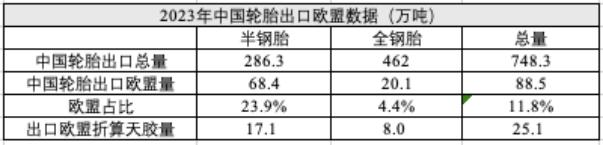 2023年中国轮胎出口欧盟数据（万吨）
半钢胎 全钢胎 总量
中国轮胎出口总量 286.3 462 748.3
中国轮胎出口欧盟量 68.4 20.1 88.5
欧盟占比 23.9% 4.4% 11.8%
出口欧盟折算天胶量 17.1 8.0 25.1